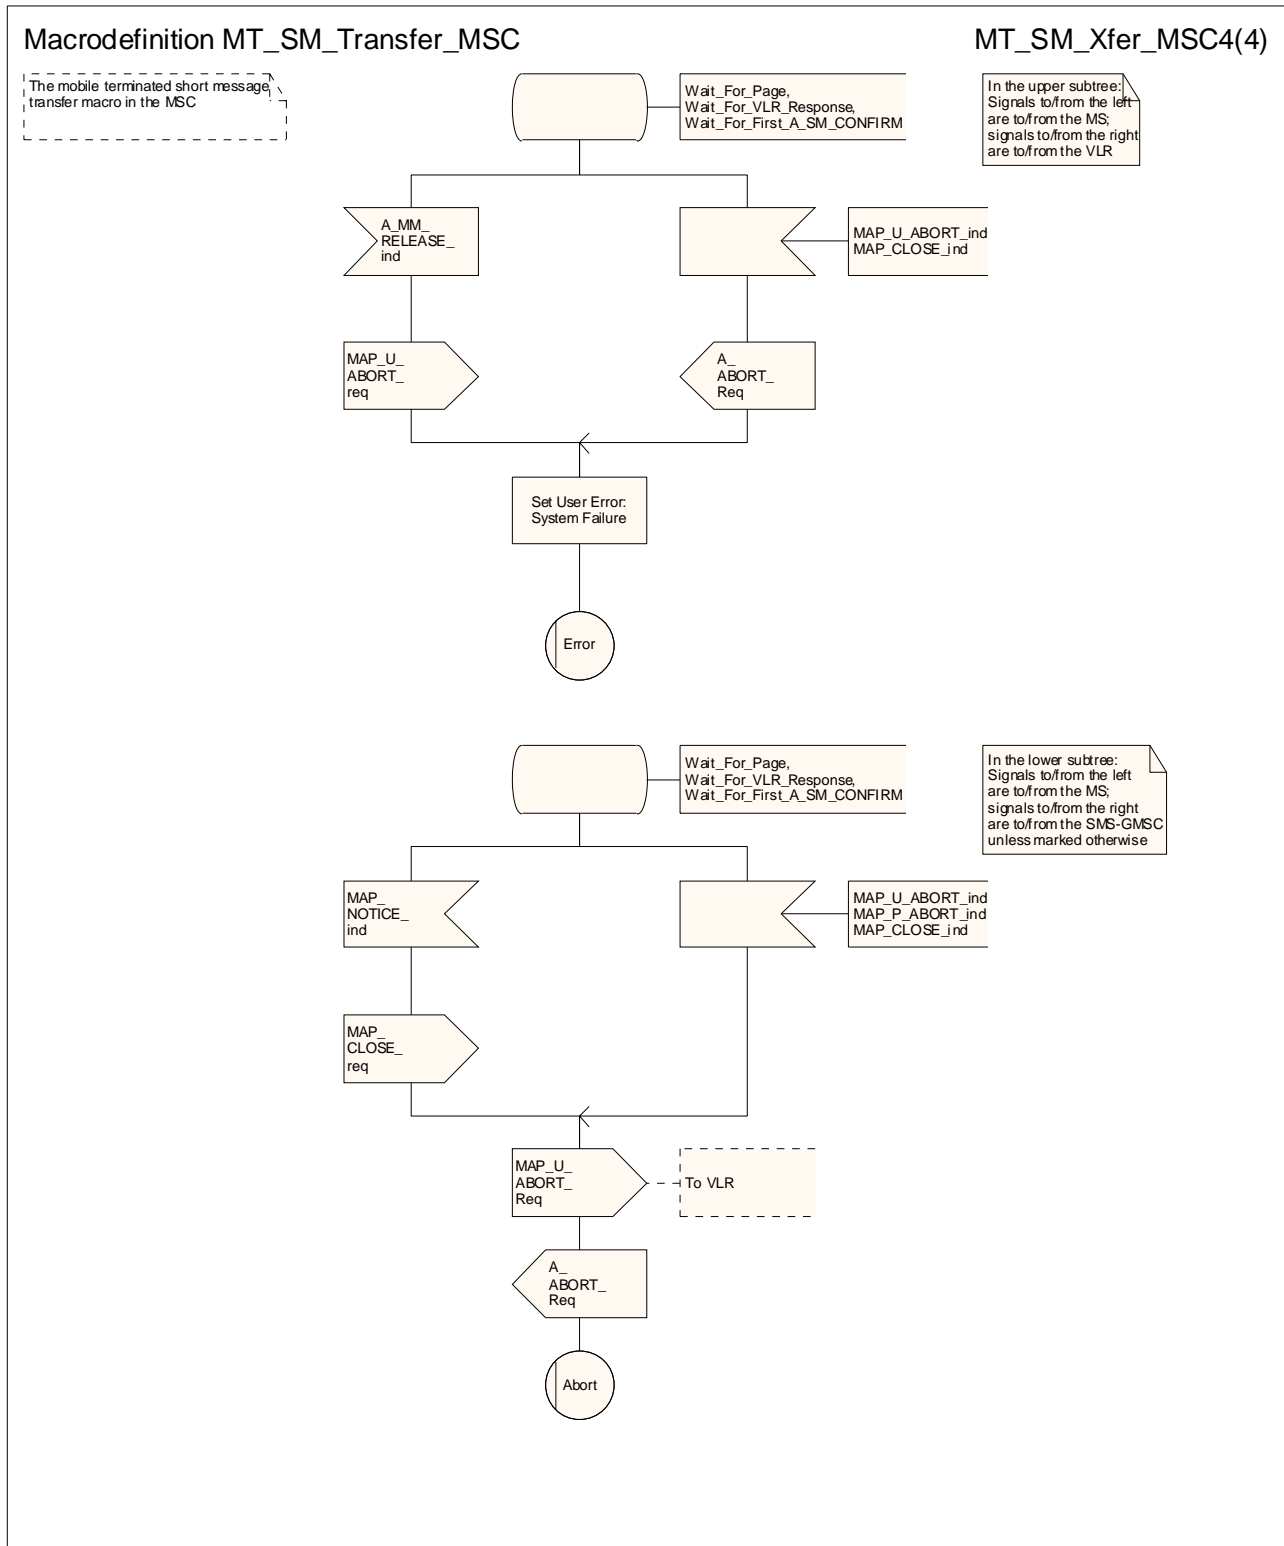 Macrodefinition MT_SM_Transfer_MSC
MT_SM_Xfer_MSC4(4)
The mobile terminated short message
transfer macro in the MSC
Wait_For_Page,
Wait_For_VLR_Response,
Wait_For_First_A_SM_CONFIRM
In the upper subtree:
Signals to/from the left
are to/from the MS;
signals to/from the right
are to/from the VLR
A_MM_
RELEASE_
ind
MAP_U_ABORT_ind
MAP_CLOSE_ind
MAP_U_
ABORT_
req
A_
ABORT_
Req
Set User Error:
System Failure
Error
Wait_For_Page,
Wait_For_VLR_Response,
Wait_For_First_A_SM_CONFIRM
In the lower subtree:
Signals to/from the left
are to/from the MS;
signals to/from the right
are to/from the SMS-GMSC
unless marked otherwise
MAP_
NOTICE_
ind
MAP_U_ABORT_ind
MAP_P_ABORT_ind
MAP_CLOSE_ind
MAP_
CLOSE_
req
MAP_U_
ABORT_
Req
To VLR
A_
ABORT_
Req
Abort